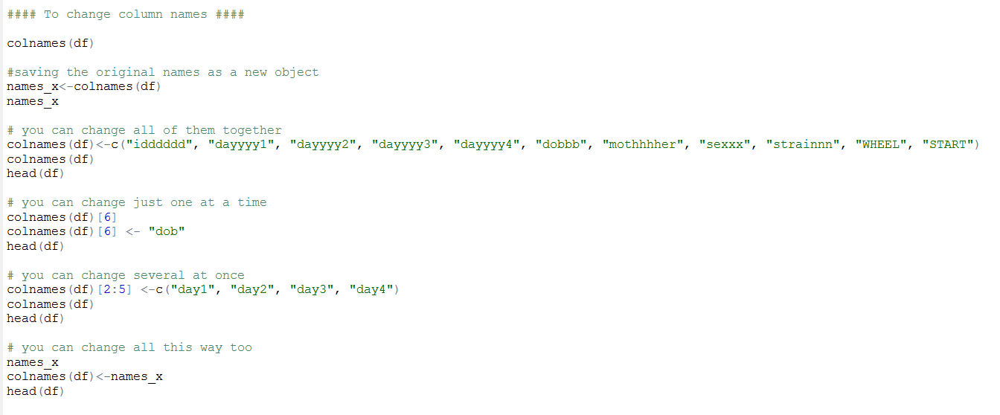 #### To change column names ####
colnames(df)
#saving the original names as a new object
names_x<-colnames(df)
names_x
# you can change all of them together
colnames(df)<-c("idddddd", "dayyyy1", "dayyyy2", "dayyyy3", "dayyyy4", "dobbb", "mothhhher", "sexxx", "strainnn", "WHEEL", "START")
colnames(df)
head(df)
# you can change just one at a time
colnames(df)[6]
colnames(df)[6] <- "dob"
head(df)
# you can change several at once
colnames(df)[2:5] <-c("day1", "day2", "day3", "day4")
colnames(df)
head(df)
# you can change all this way too
names_x
colnames(df)<-names_x
head(df)